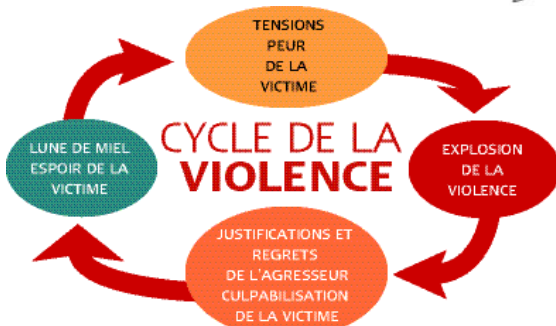 TENSIONS
PEUR
DE LA
VICTIME
CYCLE DE LA
VIOLENCE
EXPLOSION
DE LA
VIOLENCE
JUSTIFICATIONS ET
REGRETS
DE L'AGRESSEUR
CULPABILISATION
DE LA VICTIME
LUNE DE MIEL
ESPOIR DE LA
VICTIME